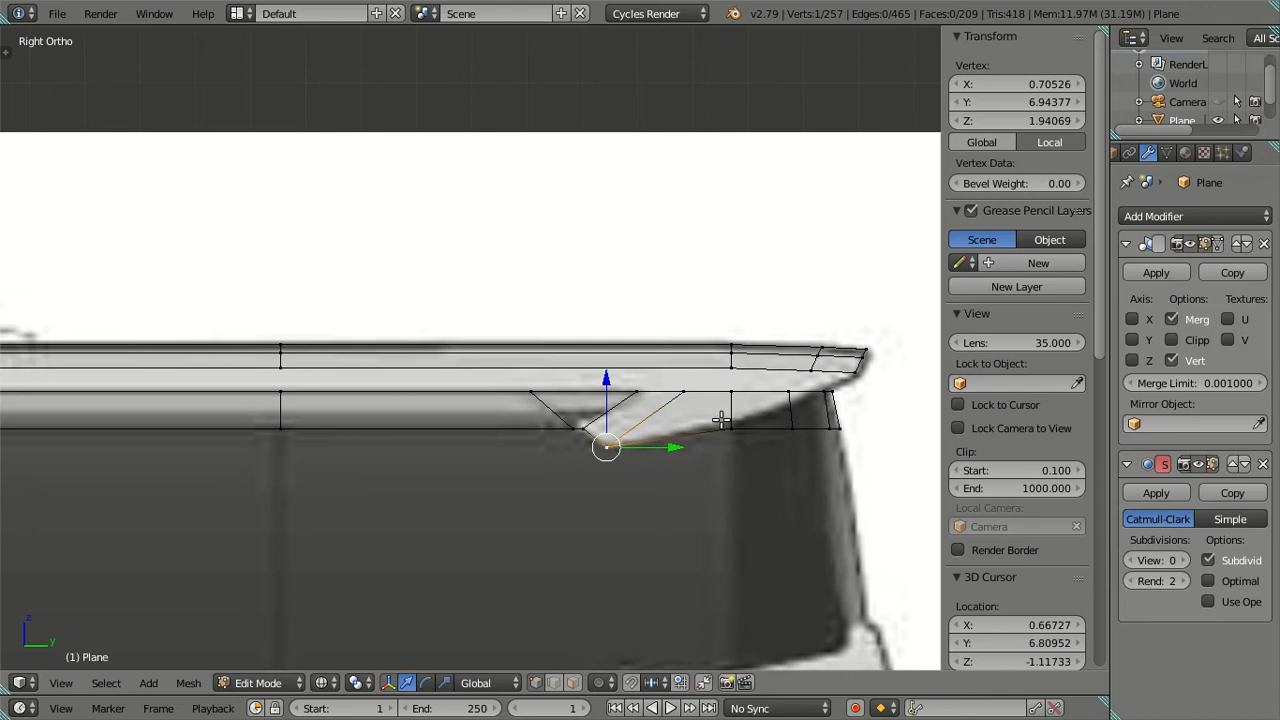 File Render Window Help Default Scene Cycles Render v2.79 | Verts:1/257 | Edges:0/465 | Faces:0/209 | Tris:418 | Mem:11.97M (31.19M) | Plane
Right Ortho
Transform
Vertex:
X: 0.70526
Y: 6.94377
Z: 1.94069
Global Local
Vertex Data:
Bevel Weight: 0.00
Grease Pencil Layers
Scene Object
New
New Layer
View
Lens: 35.000
Lock to Object:
Lock to Cursor
Lock Camera to View
Clip:
Start: 0.100
End: 1000.000
Local Camera:
Camera
Render Border
3D Cursor
Location:
X: 0.66727
Y: 6.80952
Z: -1.11733
View Search All Sc
RenderL
World
Camera
Plane
Plane
Add Modifier
Apply Copy
Axis: Options: Textures:
X Merg U
Y Clipp V
Z Vert
Merge Limit: 0.001000
Mirror Object:
S
Apply Copy
Catmull-Clark Simple
Subdivisions: Options:
View: 0 Subdivid
Rend: 2 Optimal
Use Ope
z
y
(1) Plane
View Select Add Mesh Edit Mode Global
View Marker Frame Playback Start: 1 End: 250 1 No Sync